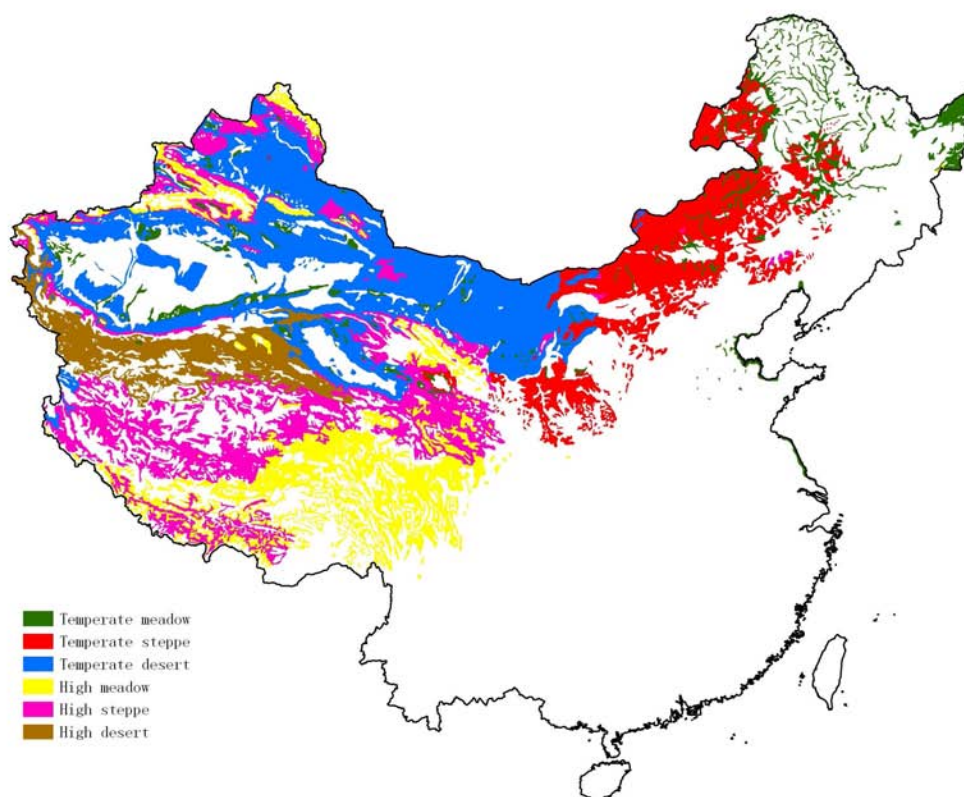 Temperate meadow
Temperate steppe
Temperate desert
High meadow
High steppe
High desert